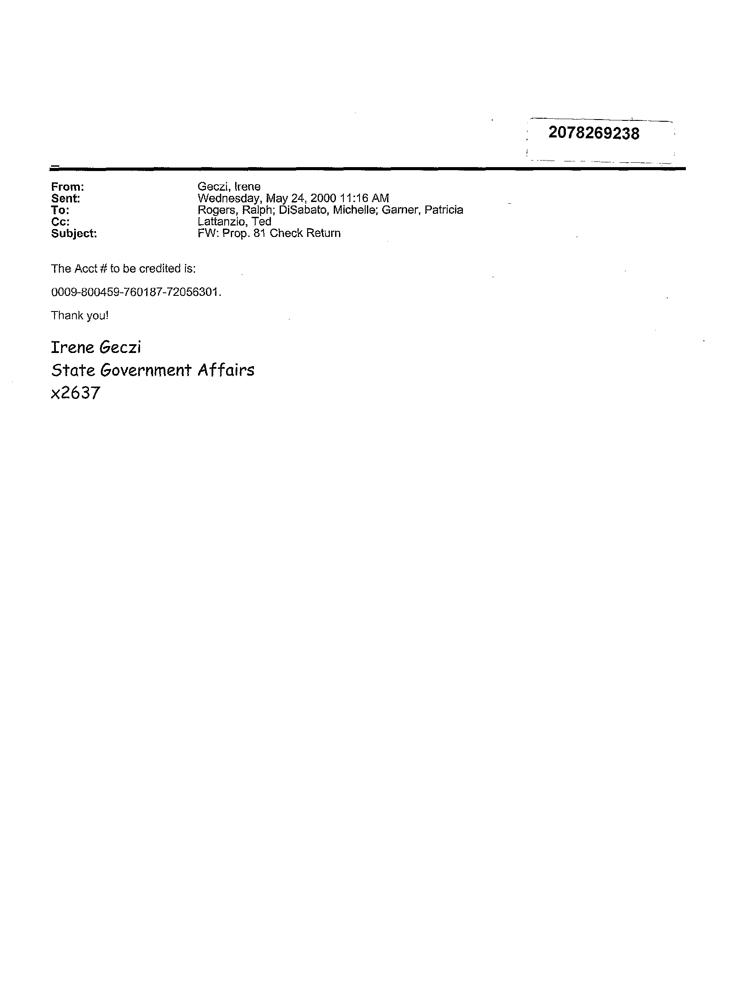 2078269238
From: Geczi, Irene
Sent: Wednesday, May 24, 2000 11:16 AM
To: Rogers, Ralph; DiSabato, Michelle; Garner, Patricia
Cc: Lattanzio, Ted
Subject: FW: Prop. 81 Check Return
The Acct # to be credited is:
0009-800459-760187-72056301.
Thank you!
Irene Geczi
State Government Affairs
x2637